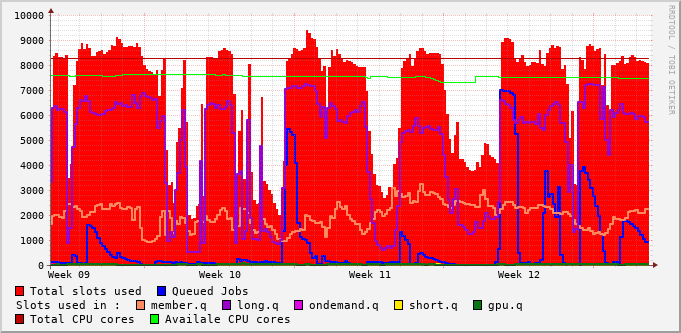 10000
9000
8000
7000
6000
5000
4000
3000
2000
1000
0
Week 09 Week 10 Week 11 Week 12
RRDTOOL / TOBI OETIKER
Total slots used Queued Jobs
Slots used in : member.q long.q ondemand.q short.q gpu.q
Total CPU cores Availale CPU cores